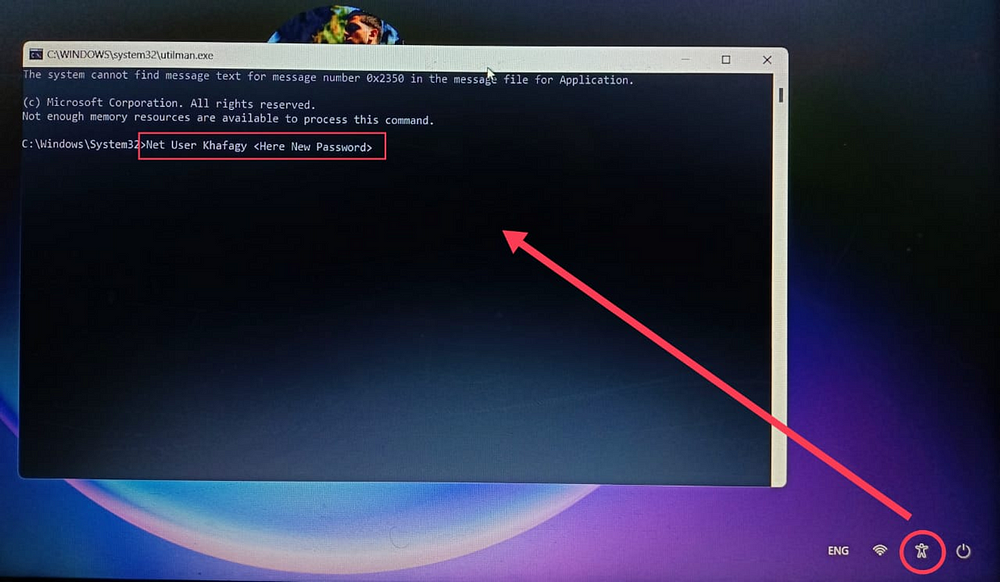 C:\WINDOWS\system32\utilman.exe
The system cannot find message text for message number 0x2350 in the message file for Application.
(c) Microsoft Corporation. All rights reserved.
Not enough memory resources are available to process this command.
C:\Windows\System32>Net User Khafagy <Here New Password>
ENG